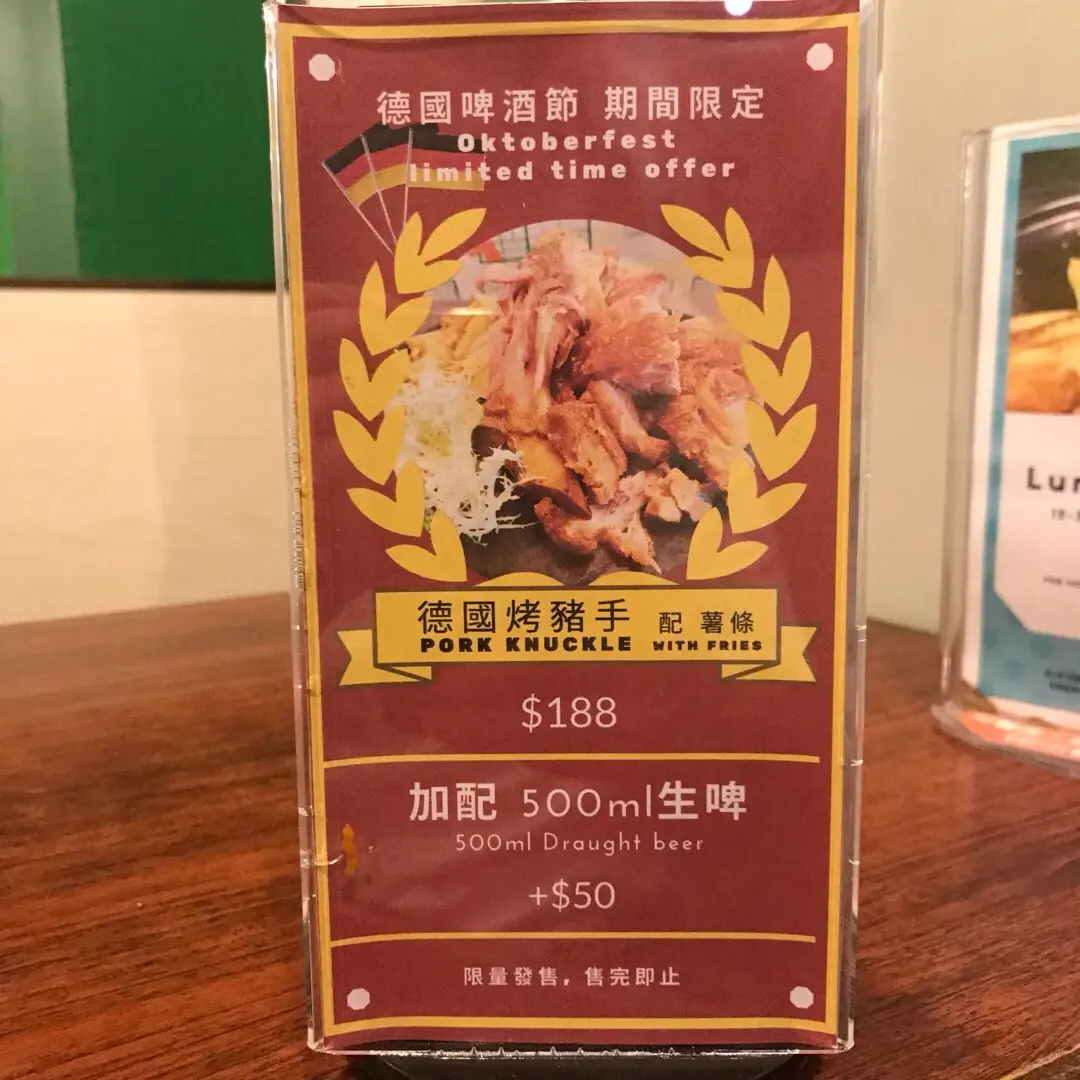 德國啤酒節 期間限定
Oktoberfest
limited time offer
德國烤豬手 配 薯條
PORK KNUCKLE WITH FRIES
$188
加配 500ml生啤
500ml Draught beer
+$50
限量發售，售完即止